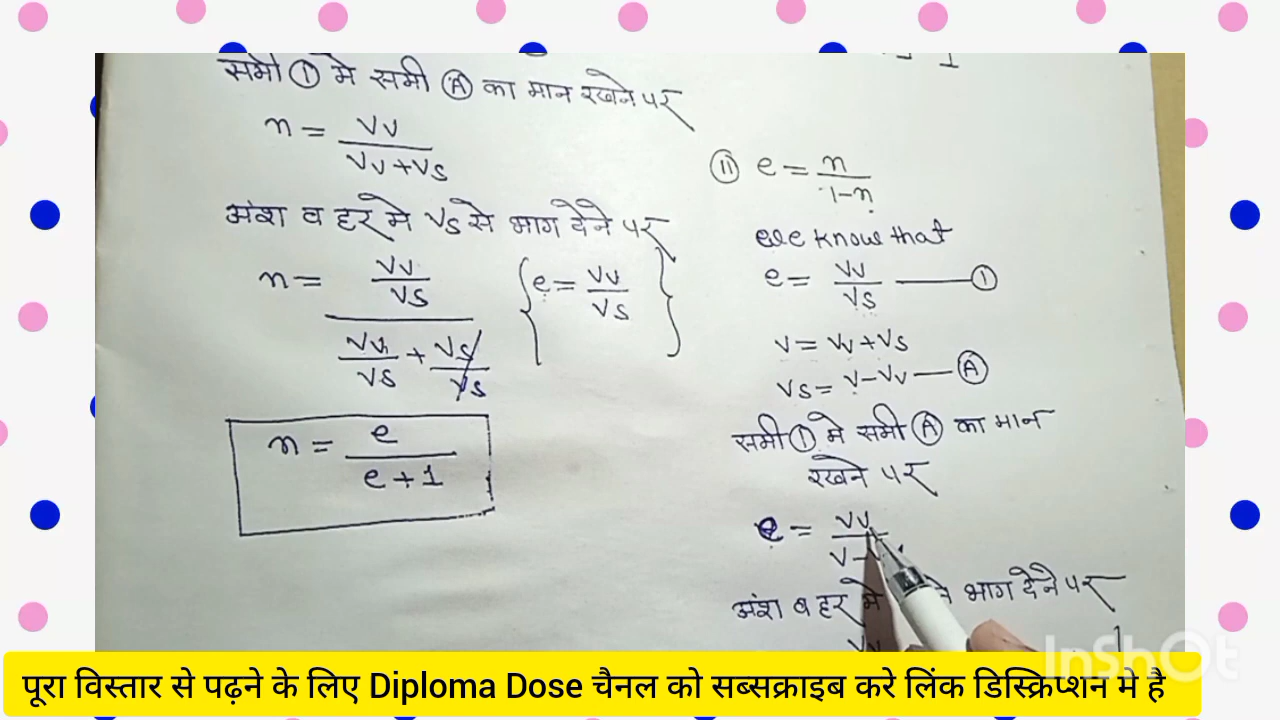 समी ① मे समी Ⓐ का मान रखने पर
n = Vv / Vv+Vs
अंश व हर मे Vs से भाग देने पर
n = Vv/Vs / Vv/Vs + Vs/Vs { e = Vv/Vs }
n = e / e+1
② e = n / 1-n
we know that
e = Vv / Vs — ①
V = Vv+Vs
Vs = V-Vv — Ⓐ
समी ① मे समी Ⓐ का मान
रखने पर
e = Vv / V-
अंश व हर मे भाग देने पर
Vv
InShOt
पूरा विस्तार से पढ़ने के लिए Diploma Dose चैनल को सब्सक्राइब करे लिंक डिस्क्रिप्शन मे है